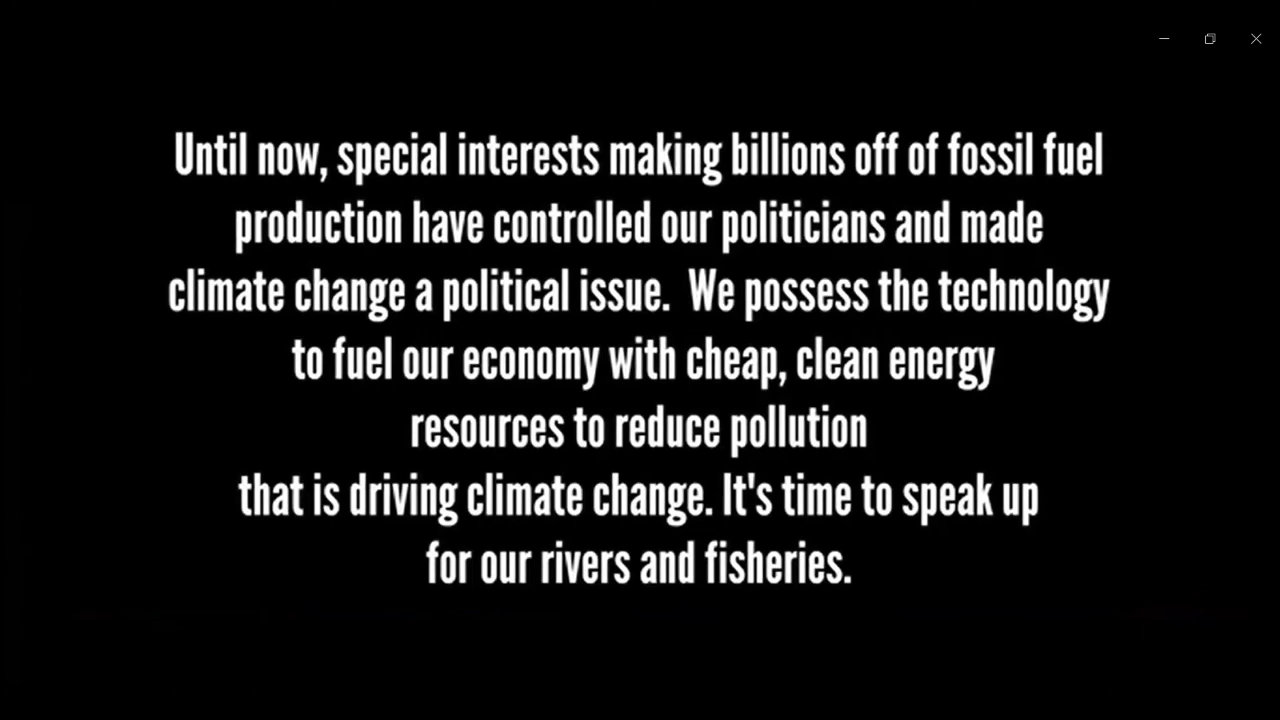 Until now, special interests making billions off of fossil fuel
production have controlled our politicians and made
climate change a political issue.  We possess the technology
to fuel our economy with cheap, clean energy
resources to reduce pollution
that is driving climate change. It's time to speak up
for our rivers and fisheries.